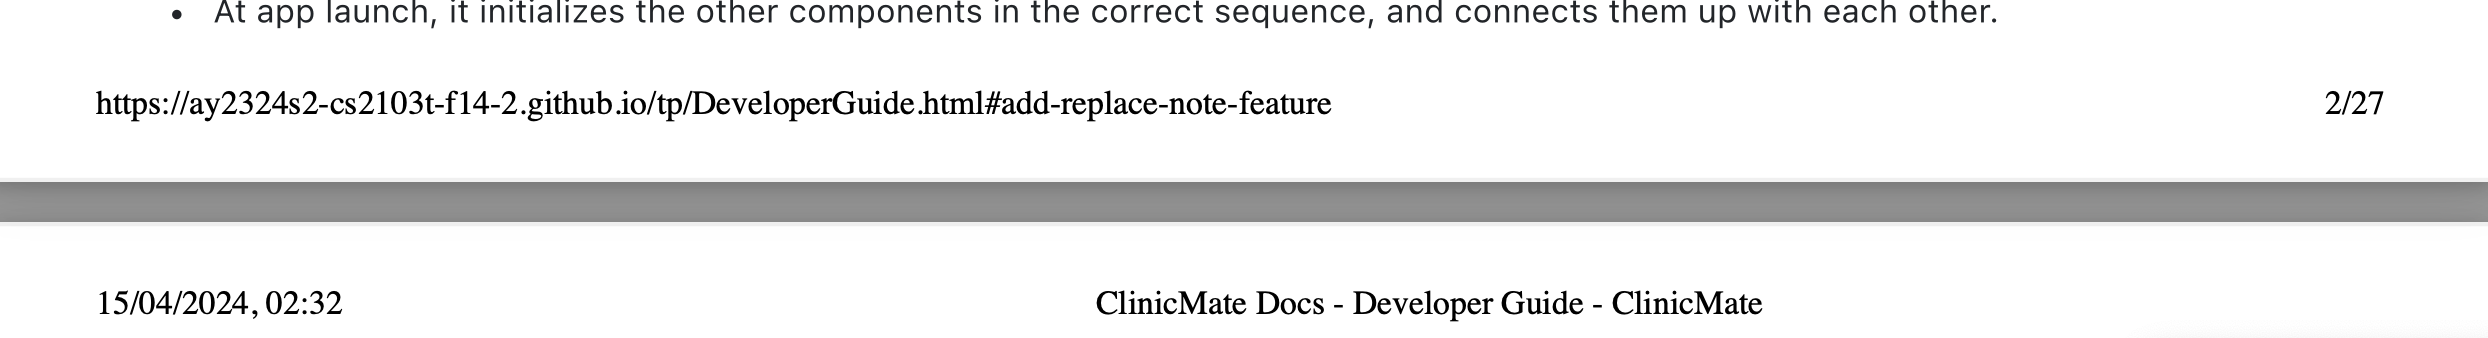 • At app launch, it initializes the other components in the correct sequence, and connects them up with each other.
https://ay2324s2-cs2103t-f14-2.github.io/tp/DeveloperGuide.html#add-replace-note-feature 2/27
15/04/2024, 02:32 ClinicMate Docs - Developer Guide - ClinicMate